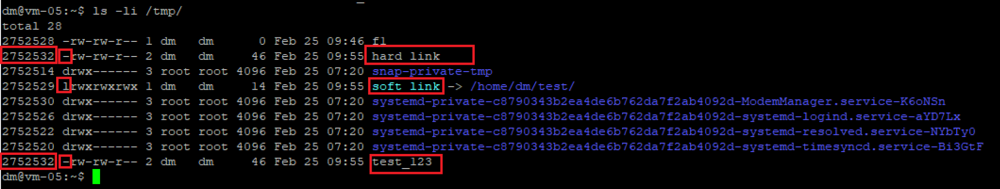 dm@vm-05:~$ ls -li /tmp/
total 28
2752528 -rw-rw-r-- 1 dm   dm      0 Feb 25 09:46 f1
2752532 -rw-rw-r-- 2 dm   dm     46 Feb 25 09:55 hard_link
2752514 drwx------ 3 root root 4096 Feb 25 07:20 snap-private-tmp
2752529 lrwxrwxrwx 1 dm   dm     14 Feb 25 09:55 soft_link -> /home/dm/test/
2752530 drwx------ 3 root root 4096 Feb 25 07:20 systemd-private-c8790343b2ea4de6b762da7f2ab4092d-ModemManager.service-K6oNSn
2752526 drwx------ 3 root root 4096 Feb 25 07:20 systemd-private-c8790343b2ea4de6b762da7f2ab4092d-systemd-logind.service-aYD7Lx
2752522 drwx------ 3 root root 4096 Feb 25 07:20 systemd-private-c8790343b2ea4de6b762da7f2ab4092d-systemd-resolved.service-NYbTy0
2752520 drwx------ 3 root root 4096 Feb 25 07:20 systemd-private-c8790343b2ea4de6b762da7f2ab4092d-systemd-timesyncd.service-Bi3GtF
2752532 -rw-rw-r-- 2 dm   dm     46 Feb 25 09:55 test_123
dm@vm-05:~$